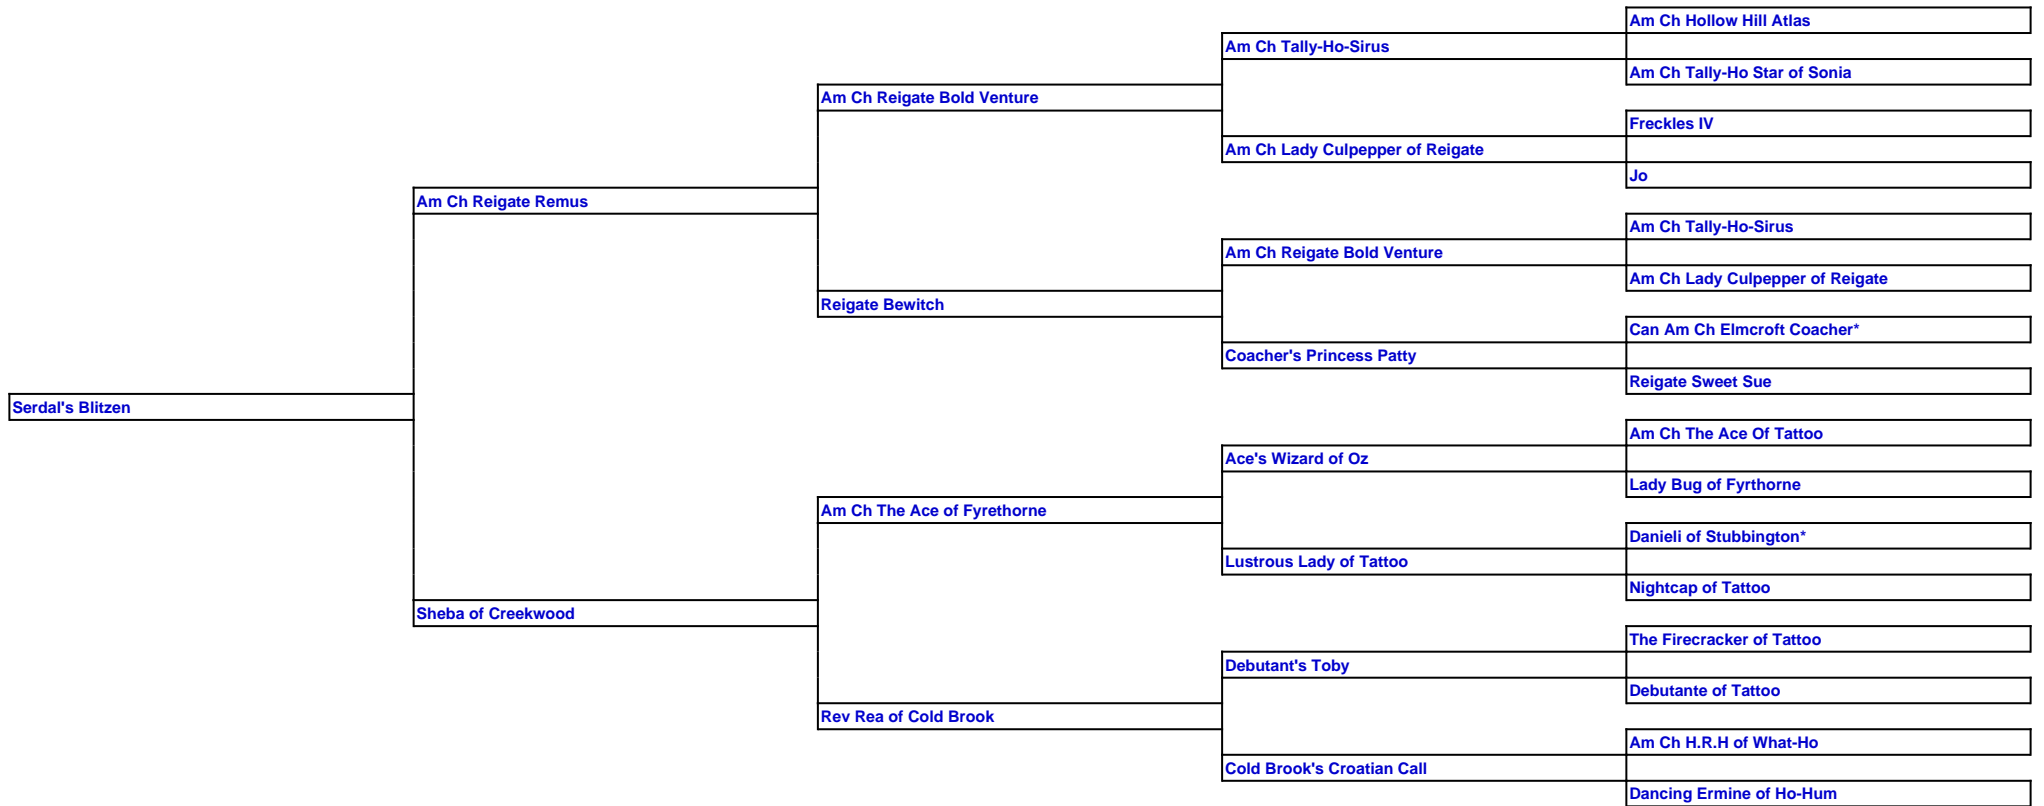 Am Ch Hollow Hill Atlas
Am Ch Tally-Ho-Sirus
Am Ch Tally-Ho Star of Sonia
Am Ch Reigate Bold Venture
Freckles IV
Am Ch Lady Culpepper of Reigate
Jo
Am Ch Reigate Remus
Am Ch Tally-Ho-Sirus
Am Ch Reigate Bold Venture
Am Ch Lady Culpepper of Reigate
Reigate Bewitch
Can Am Ch Elmcroft Coacher*
Coacher's Princess Patty
Reigate Sweet Sue
Serdal's Blitzen
Am Ch The Ace Of Tattoo
Ace's Wizard of Oz
Lady Bug of Fyrthorne
Am Ch The Ace of Fyrethorne
Danieli of Stubbington*
Lustrous Lady of Tattoo
Nightcap of Tattoo
Sheba of Creekwood
The Firecracker of Tattoo
Debutant's Toby
Debutante of Tattoo
Rev Rea of Cold Brook
Am Ch H.R.H of What-Ho
Cold Brook's Croatian Call
Dancing Ermine of Ho-Hum